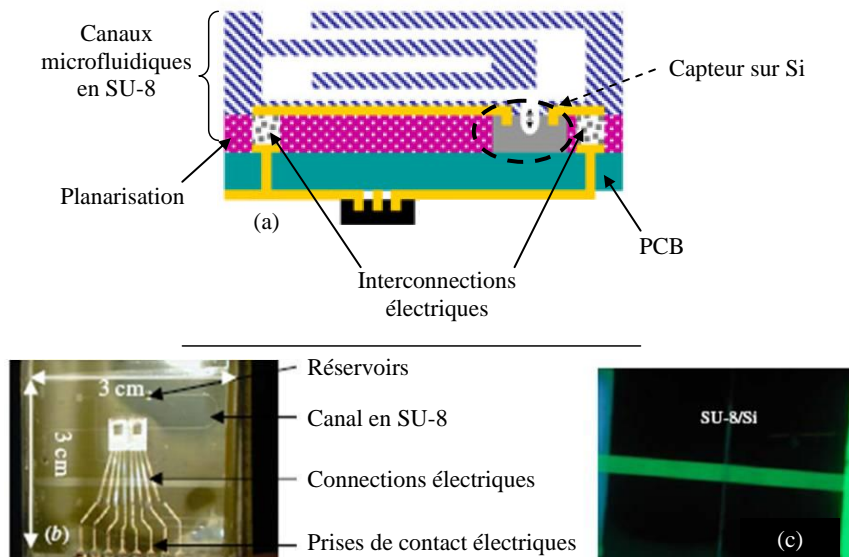 Canaux
microfluidiques
en SU-8
Capteur sur Si
Planarisation
(a)
PCB
Interconnections
électriques
Réservoirs
3 cm
Canal en SU-8
3 cm
Connections électriques
(b)
Prises de contact électriques
SU-8/Si
(c)